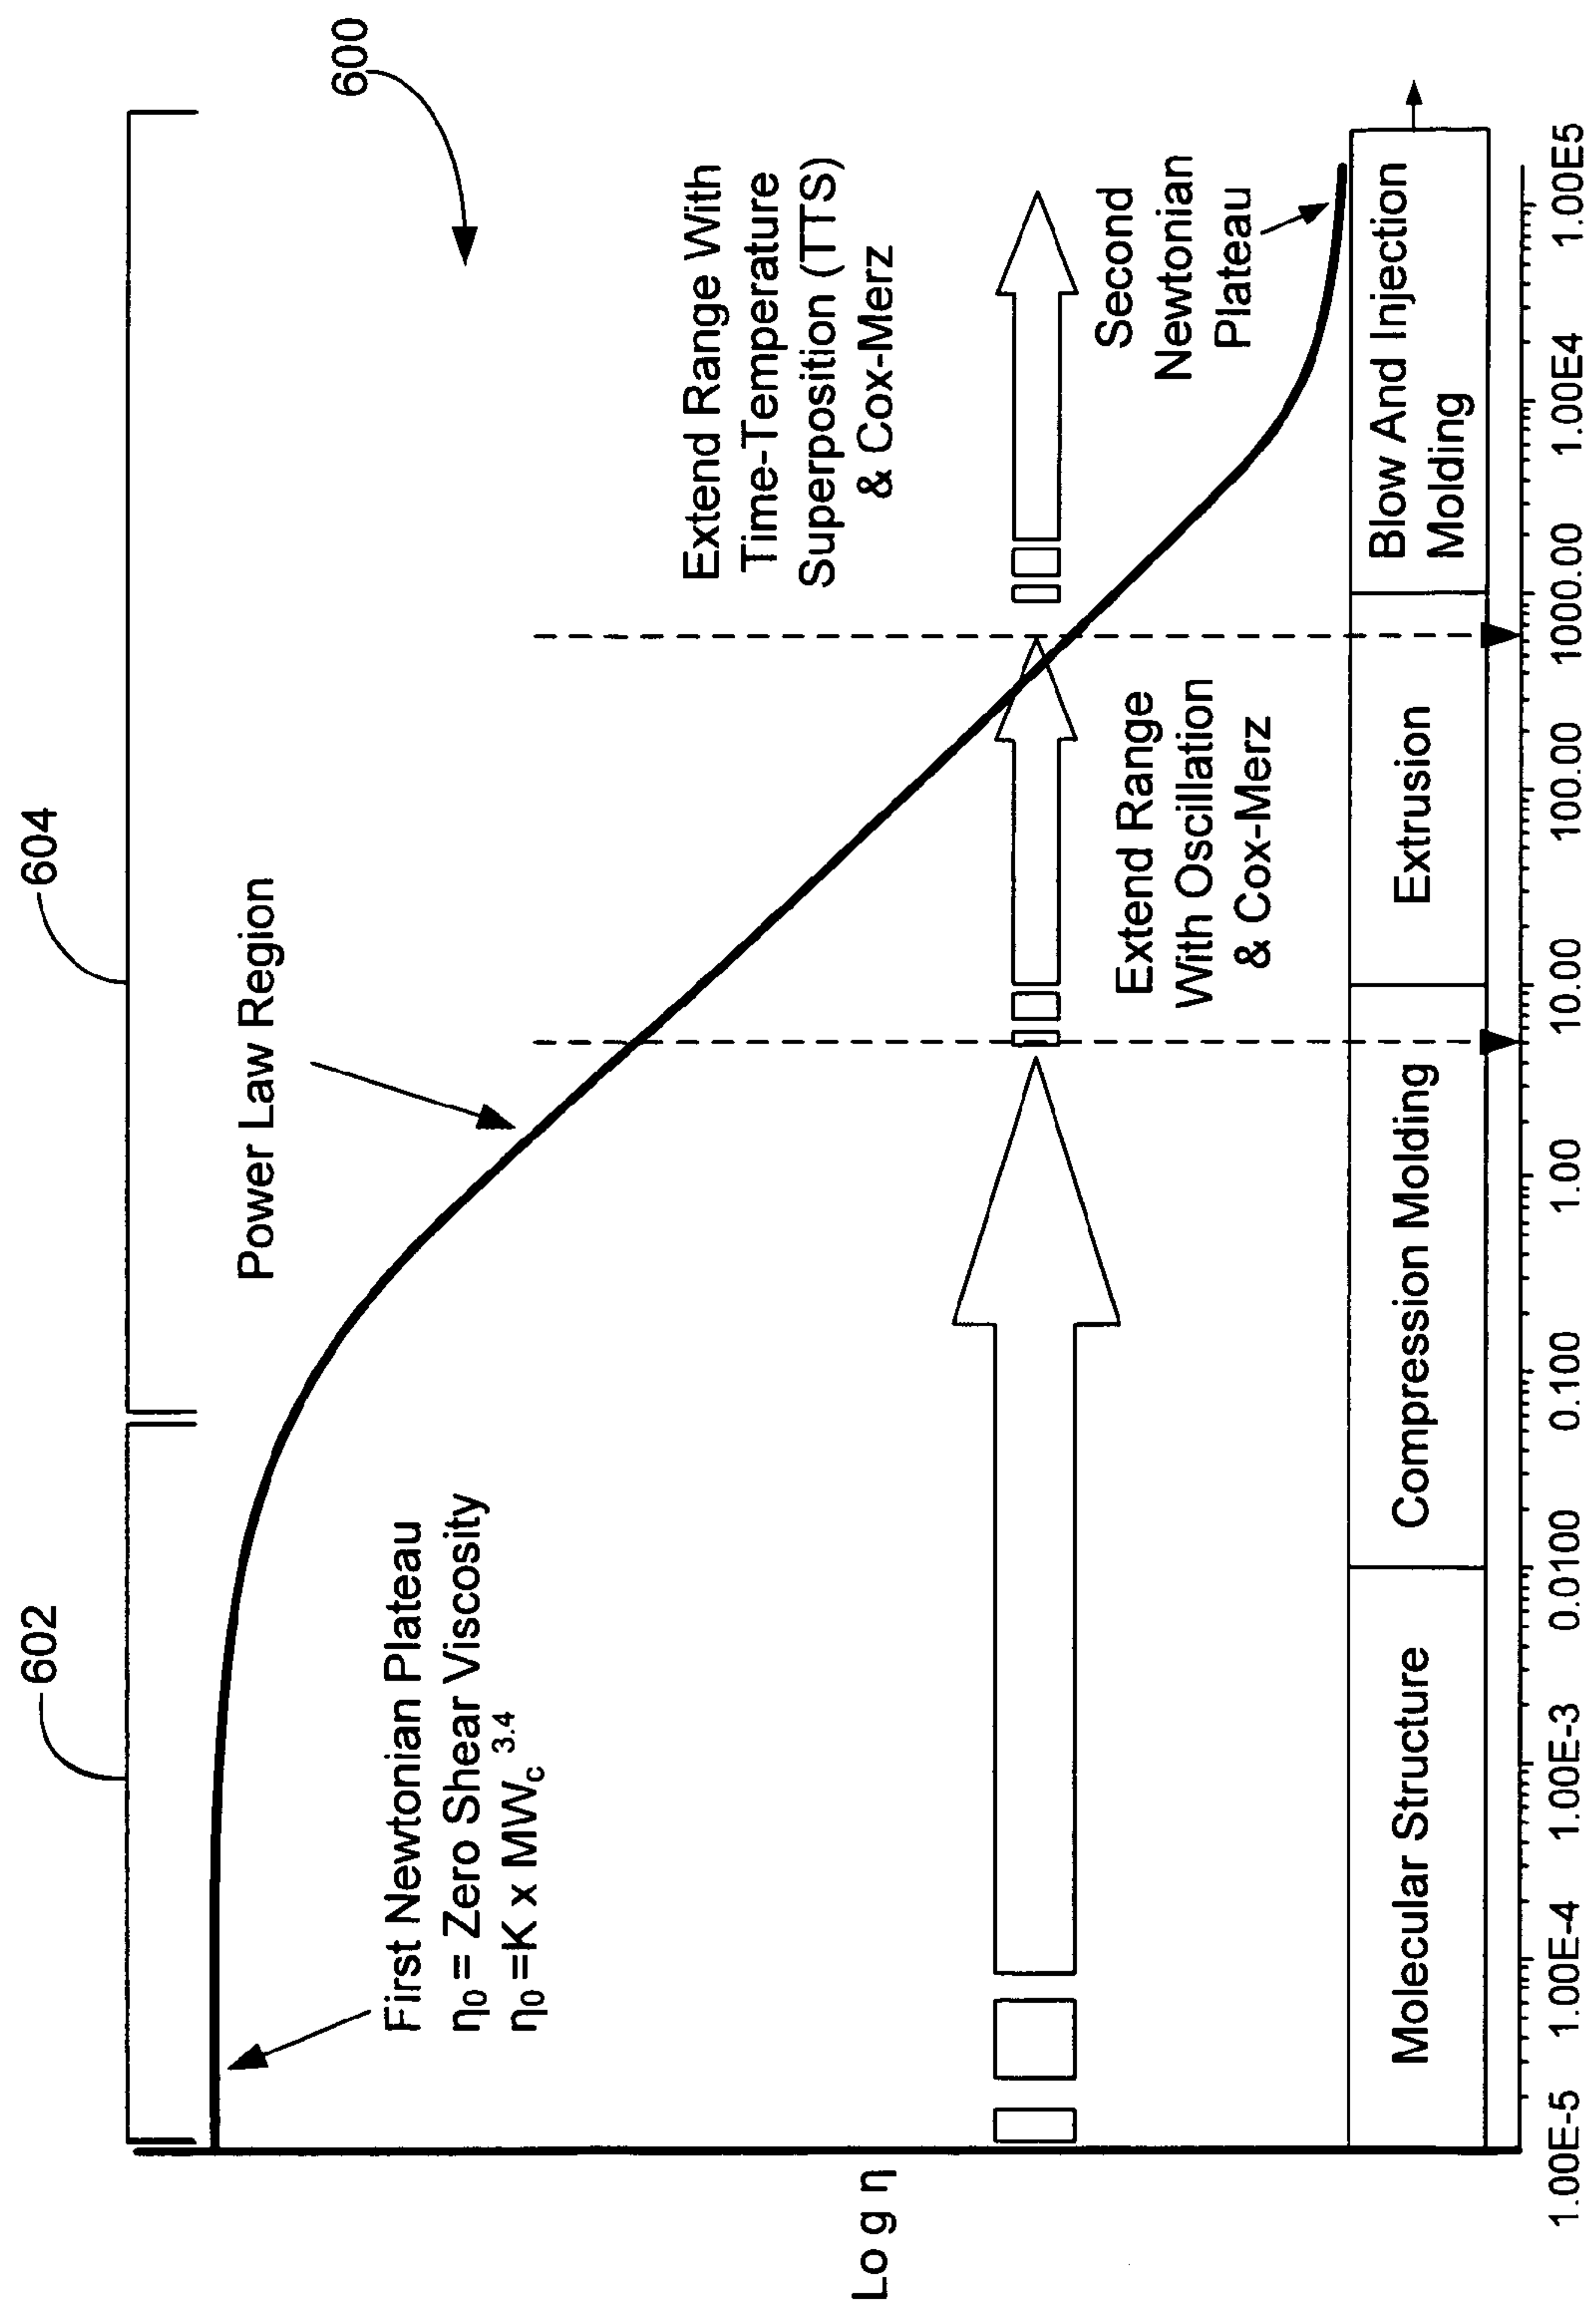 602
604
600
Power Law Region
First Newtonian Plateau
η0 = Zero Shear Viscosity
η0 =K x MWc 3.4
Extend Range With
Time-Temperature
Superposition (TTS)
& Cox-Merz
Extend Range
With Oscillation
& Cox-Merz
Second
Newtonian
Plateau
Log η
Molecular Structure
Compression Molding
Extrusion
Blow And Injection
Molding
1.00E-5 1.00E-4 1.00E-3 0.0100 0.100 1.00 10.00 100.00 1000.00 1.00E4 1.00E5